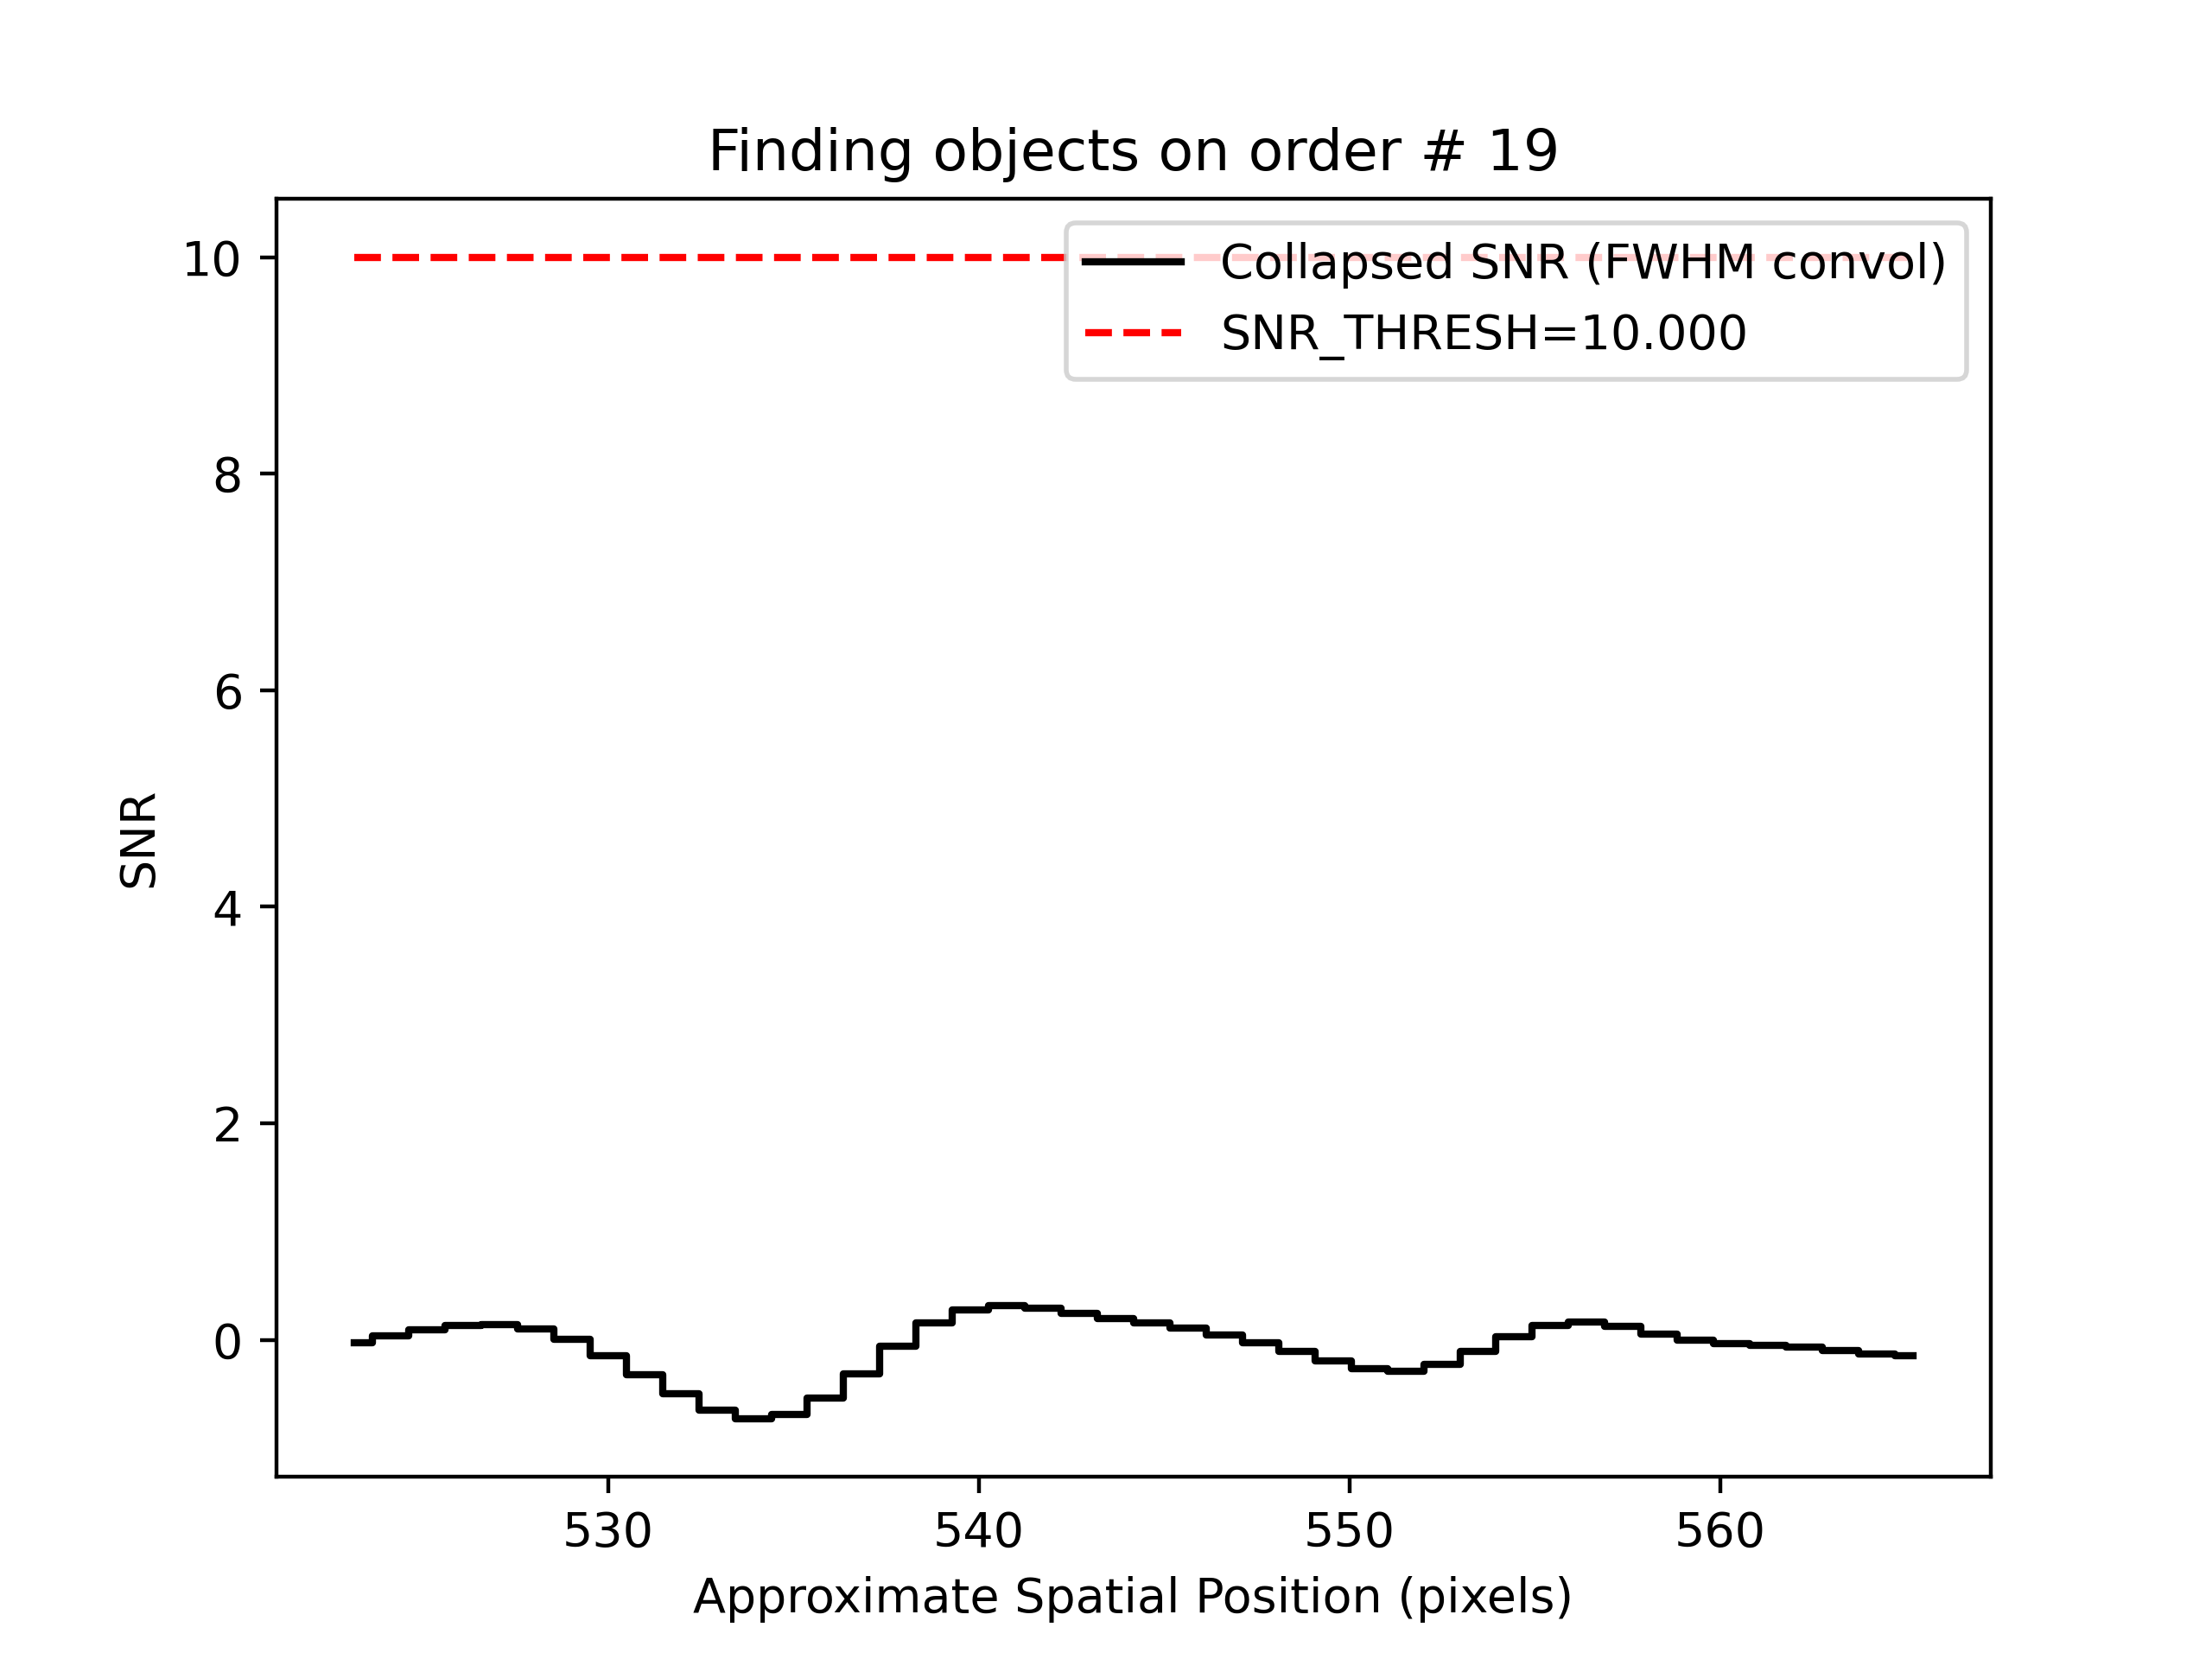 Finding objects on order # 19
Collapsed SNR (FWHM convol)
SNR_THRESH=10.000
10
8
6
4
2
0
SNR
530 540 550 560
Approximate Spatial Position (pixels)